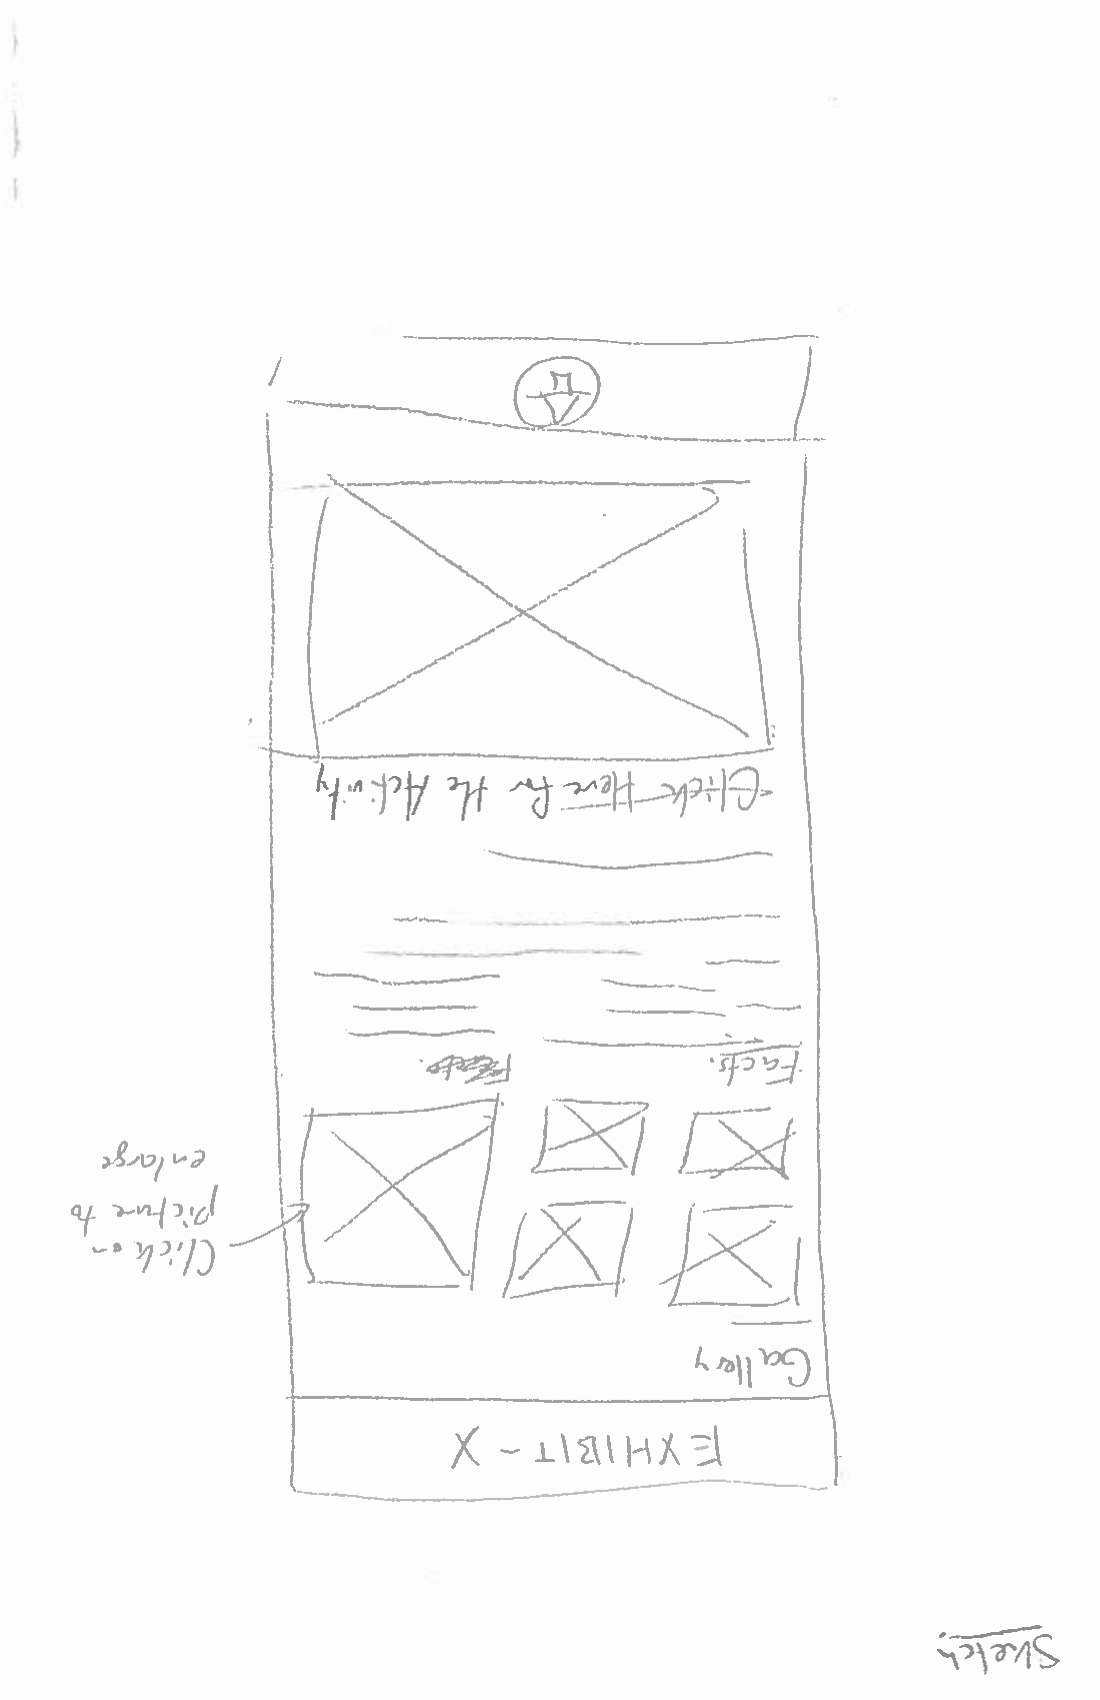 Sketch.
EXHIBIT - X
Gallery
Click on
picture to
enlarge
Facts.
Click Here for the Activity